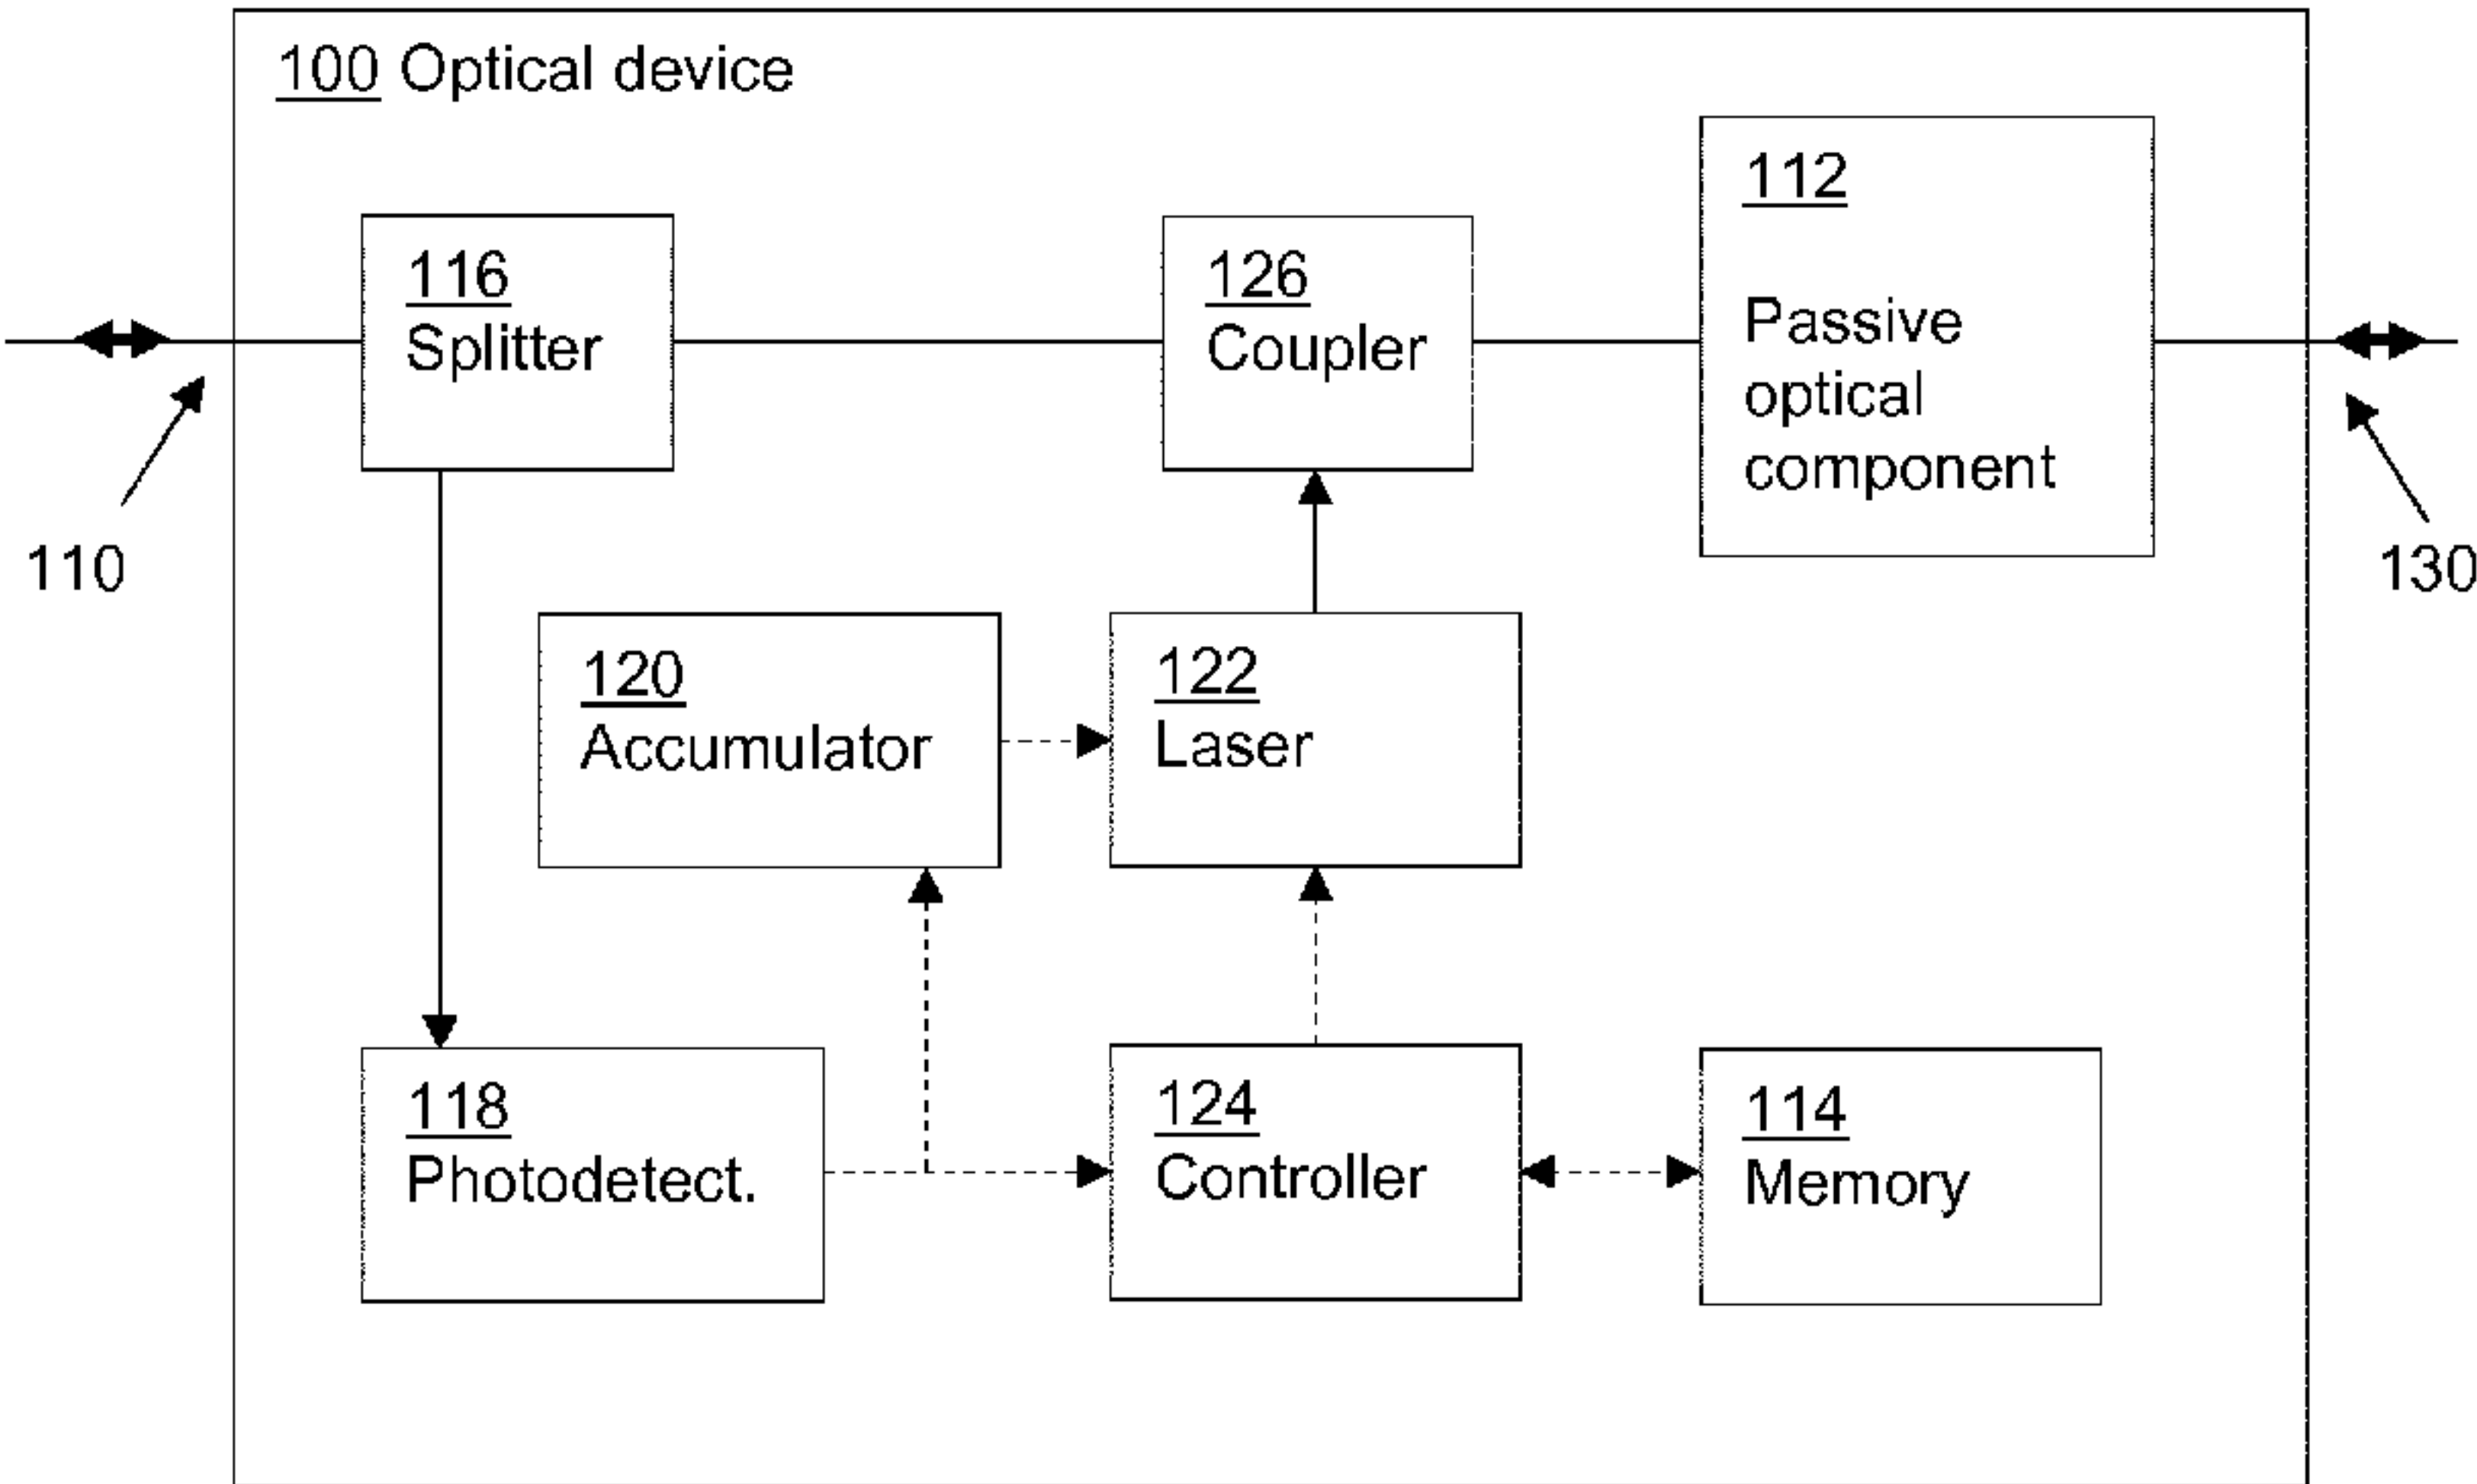 100 Optical device
112
Passive
optical
component
116
Splitter
126
Coupler
110
130
120
Accumulator
122
Laser
118
Photodetect.
124
Controller
114
Memory